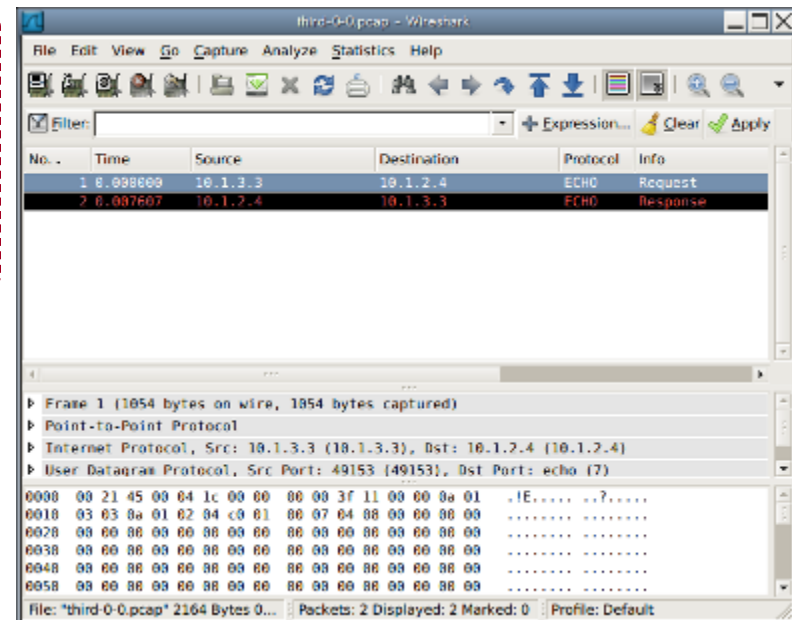 third-0-0.pcap - Wireshark
File Edit View Go Capture Analyze Statistics Help
Filter: Expression... Clear Apply
No. . Time Source Destination Protocol Info
1 0.000000 10.1.3.3 10.1.2.4 ECHO Request
2 0.007607 10.1.2.4 10.1.3.3 ECHO Response
Frame 1 (1054 bytes on wire, 1054 bytes captured)
Point-to-Point Protocol
Internet Protocol, Src: 10.1.3.3 (10.1.3.3), Dst: 10.1.2.4 (10.1.2.4)
User Datagram Protocol, Src Port: 49153 (49153), Dst Port: echo (7)
0000 00 21 45 00 04 1c 00 00 00 00 3f 11 00 00 0a 01 .!E..... ..?.....
0010 03 03 0a 01 02 04 c0 01 00 07 04 08 00 00 00 00 ........ ........
0020 00 00 00 00 00 00 00 00 00 00 00 00 00 00 00 00 ........ ........
0030 00 00 00 00 00 00 00 00 00 00 00 00 00 00 00 00 ........ ........
0040 00 00 00 00 00 00 00 00 00 00 00 00 00 00 00 00 ........ ........
0050 00 00 00 00 00 00 00 00 00 00 00 00 00 00 00 00 ........ ........
File: "third-0-0.pcap" 2164 Bytes 0... Packets: 2 Displayed: 2 Marked: 0 Profile: Default